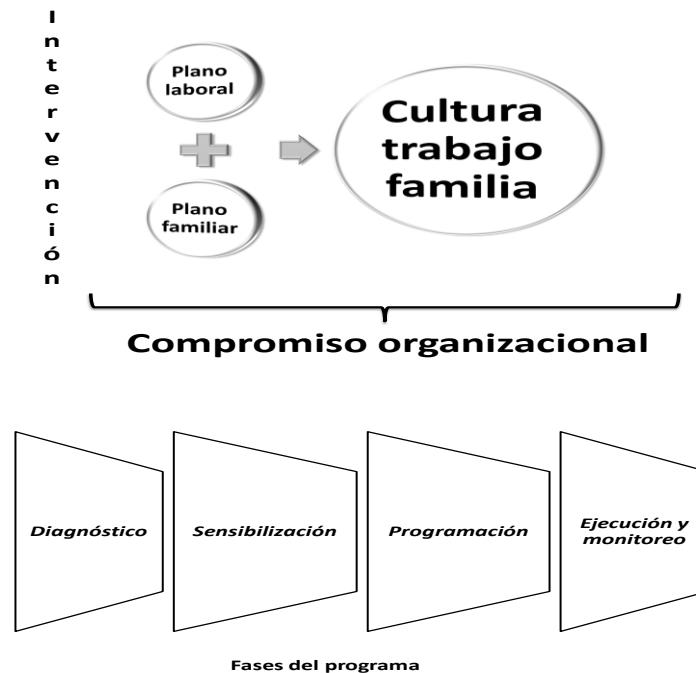 Intervención
Plano
laboral
Plano
familiar
Cultura
trabajo
familia
Compromiso organizacional
Diagnóstico
Sensibilización
Programación
Ejecución y
monitoreo
Fases del programa